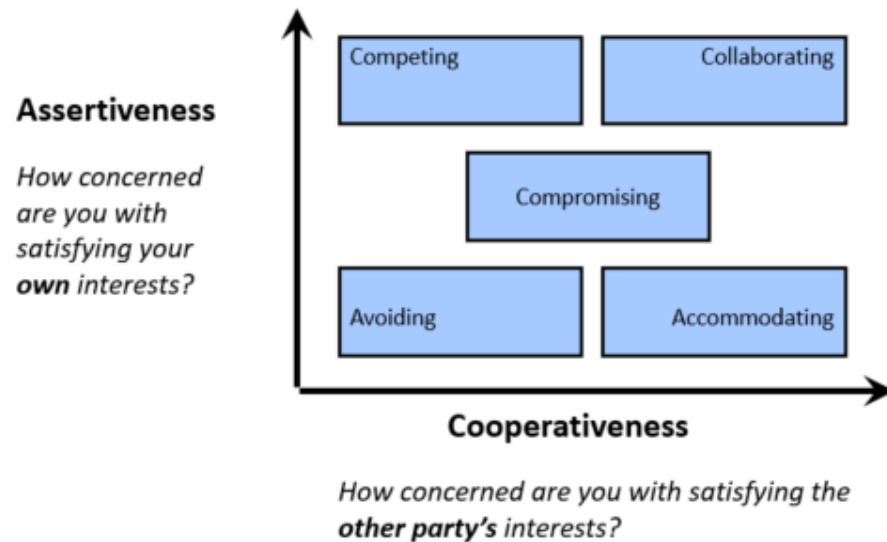 Competing
Collaborating
Assertiveness
How concerned
are you with
satisfying your
own interests?
Compromising
Avoiding
Accommodating
Cooperativeness
How concerned are you with satisfying the
other party's interests?